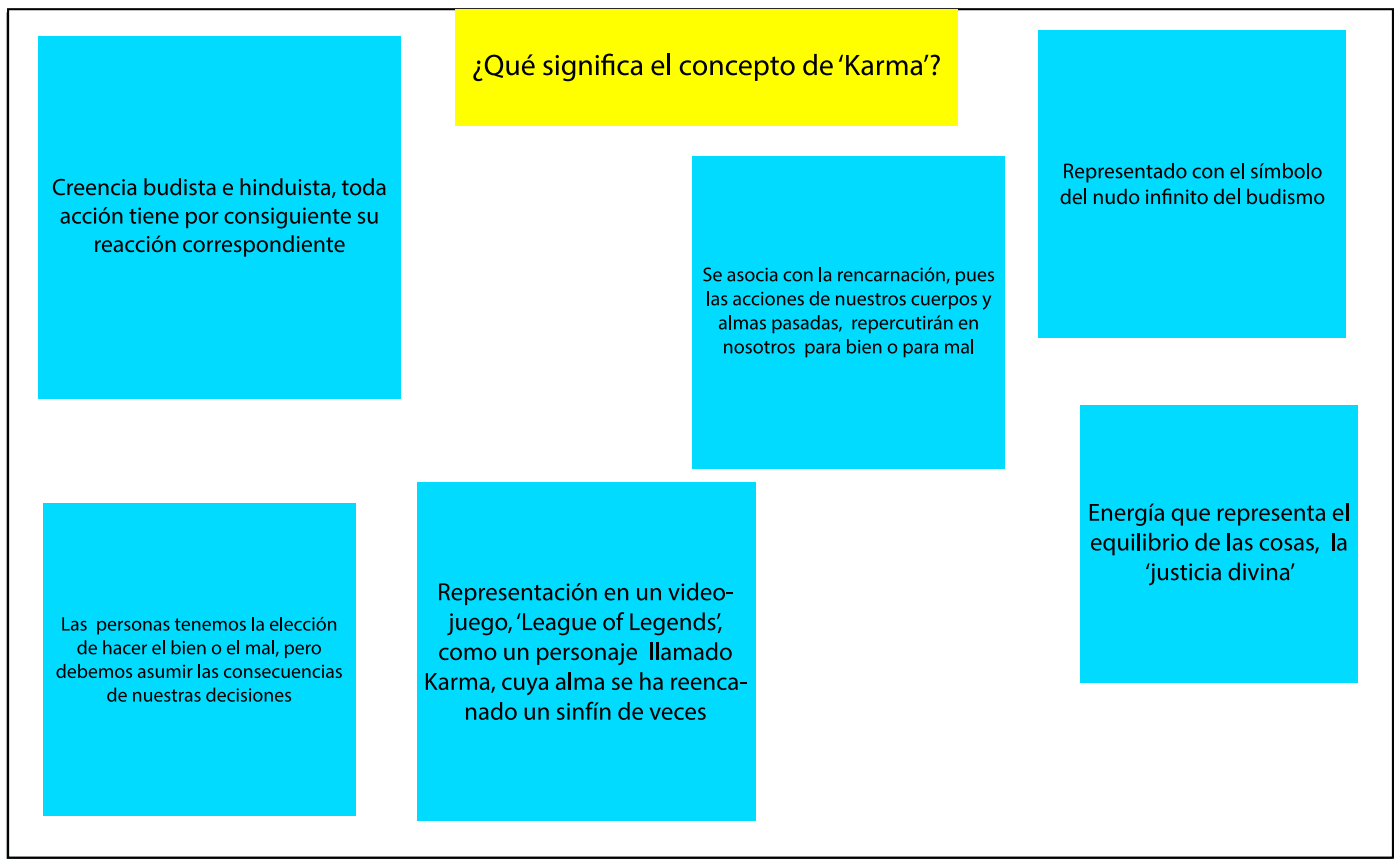 ¿Qué significa el concepto de ‘Karma’?
Creencia budista e hinduista, toda
acción tiene por consiguiente su
reacción correspondiente
Se asocia con la rencarnación, pues
las acciones de nuestros cuerpos y
almas pasadas, repercutirán en
nosotros para bien o para mal
Representado con el símbolo
del nudo infinito del budismo
Las personas tenemos la elección
de hacer el bien o el mal, pero
debemos asumir las consecuencias
de nuestras decisiones
Representación en un video-
juego, ‘League of Legends’,
como un personaje llamado
Karma, cuya alma se ha reenca-
nado un sinfín de veces
Energía que representa el
equilibrio de las cosas, la
‘justicia divina’